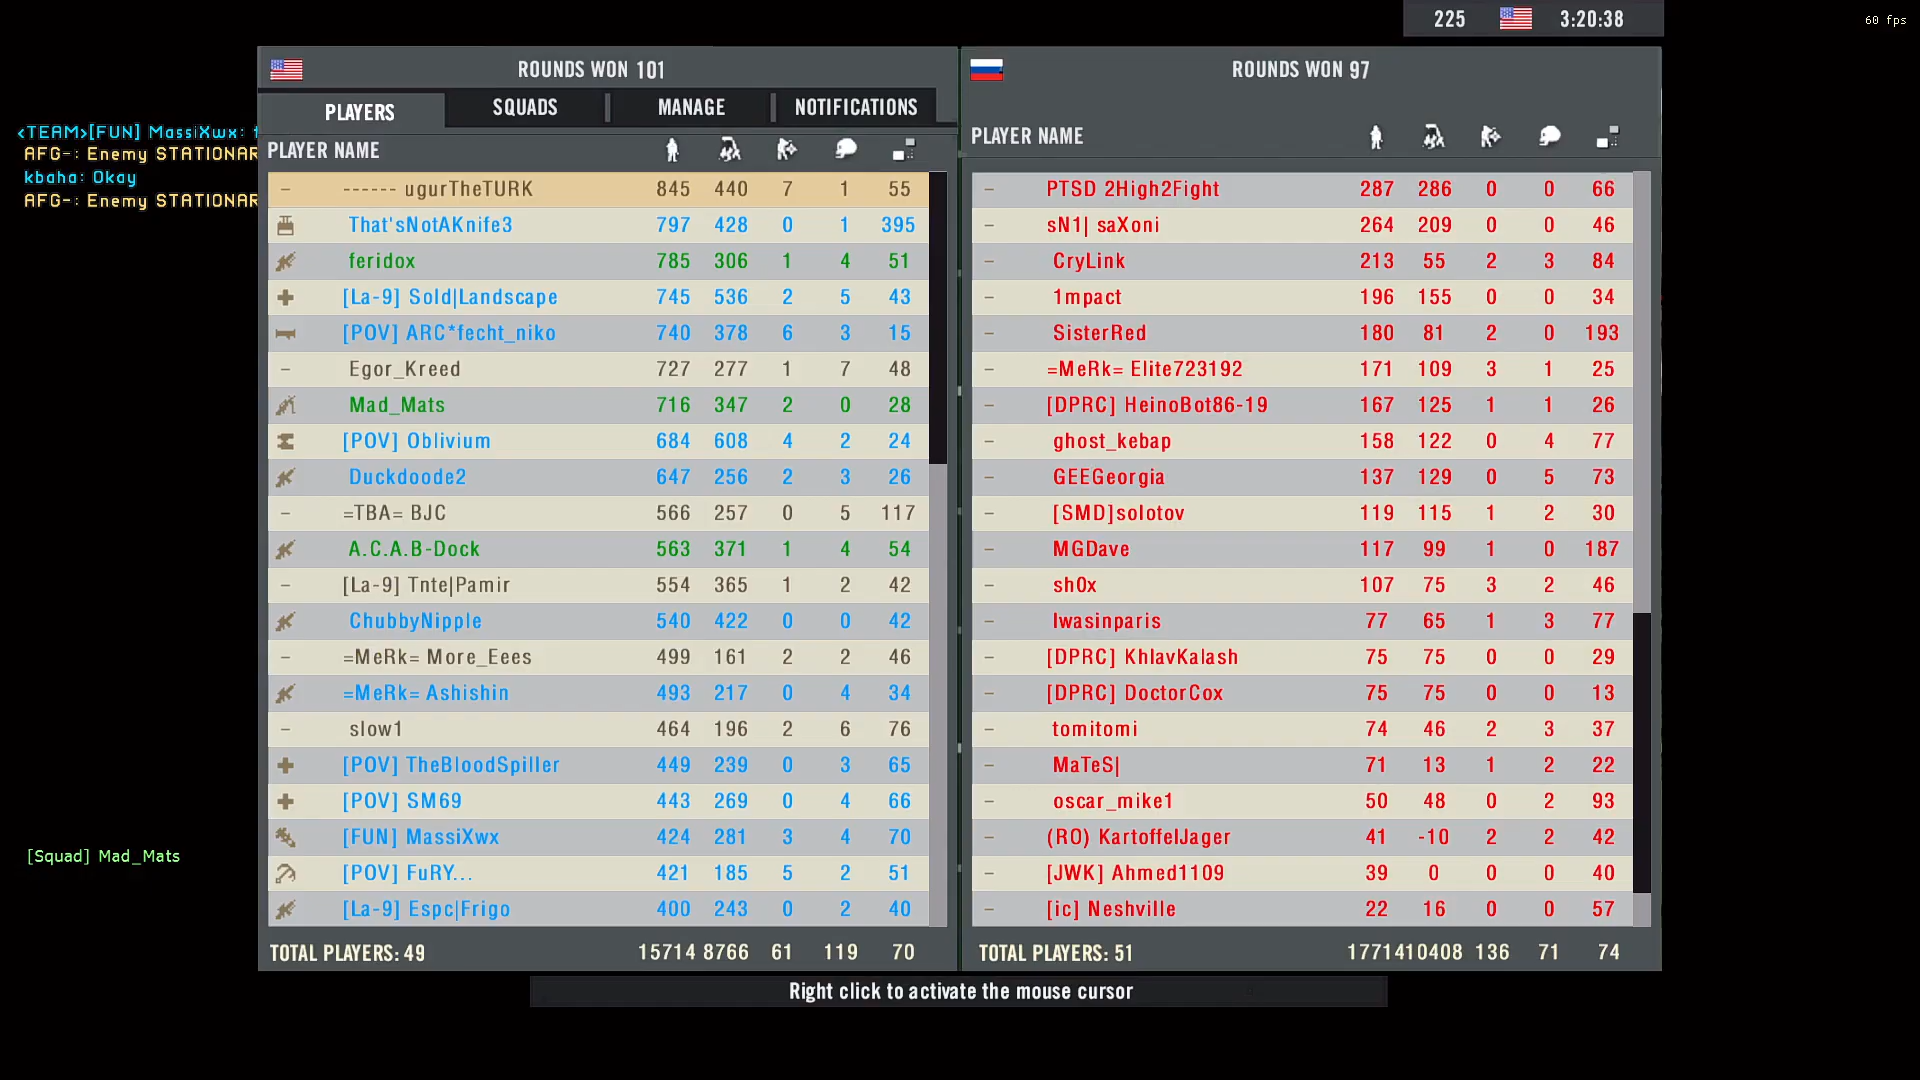 225 3:20:38
60 fps
ROUNDS WON 101
ROUNDS WON 97
PLAYERS SQUADS MANAGE NOTIFICATIONS
<TEAM>[FUN] MassiXwx:
AFG-: Enemy STATIONAR
kbaha: Okay
AFG-: Enemy STATIONAR
PLAYER NAME
- ------ ugurTheTURK 845 440 7 1 55
That'sNotAKnife3 797 428 0 1 395
feridox 785 306 1 4 51
[La-9] Sold|Landscape 745 536 2 5 43
[POV] ARC*fecht_niko 740 378 6 3 15
- Egor_Kreed 727 277 1 7 48
Mad_Mats 716 347 2 0 28
[POV] Oblivium 684 608 4 2 24
Duckdoode2 647 256 2 3 26
- =TBA= BJC 566 257 0 5 117
A.C.A.B-Dock 563 371 1 4 54
- [La-9] Tnte|Pamir 554 365 1 2 42
ChubbyNipple 540 422 0 0 42
- =MeRk= More_Eees 499 161 2 2 46
=MeRk= Ashishin 493 217 0 4 34
- slow1 464 196 2 6 76
[POV] TheBloodSpiller 449 239 0 3 65
[POV] SM69 443 269 0 4 66
[FUN] MassiXwx 424 281 3 4 70
[POV] FuRY... 421 185 5 2 51
[La-9] Espc|Frigo 400 243 0 2 40
TOTAL PLAYERS: 49 15714 8766 61 119 70
PLAYER NAME
- PTSD 2High2Fight 287 286 0 0 66
- sN1| saXoni 264 209 0 0 46
- CryLink 213 55 2 3 84
- 1mpact 196 155 0 0 34
- SisterRed 180 81 2 0 193
- =MeRk= Elite723192 171 109 3 1 25
- [DPRC] HeinoBot86-19 167 125 1 1 26
- ghost_kebap 158 122 0 4 77
- GEEGeorgia 137 129 0 5 73
- [SMD]solotov 119 115 1 2 30
- MGDave 117 99 1 0 187
- sh0x 107 75 3 2 46
- Iwasinparis 77 65 1 3 77
- [DPRC] KhlavKalash 75 75 0 0 29
- [DPRC] DoctorCox 75 75 0 0 13
- tomitomi 74 46 2 3 37
- MaTeS| 71 13 1 2 22
- oscar_mike1 50 48 0 2 93
- (RO) KartoffelJager 41 -10 2 2 42
- [JWK] Ahmed1109 39 0 0 0 40
- [ic] Neshville 22 16 0 0 57
TOTAL PLAYERS: 51 17714 10408 136 71 74
[Squad] Mad_Mats
Right click to activate the mouse cursor